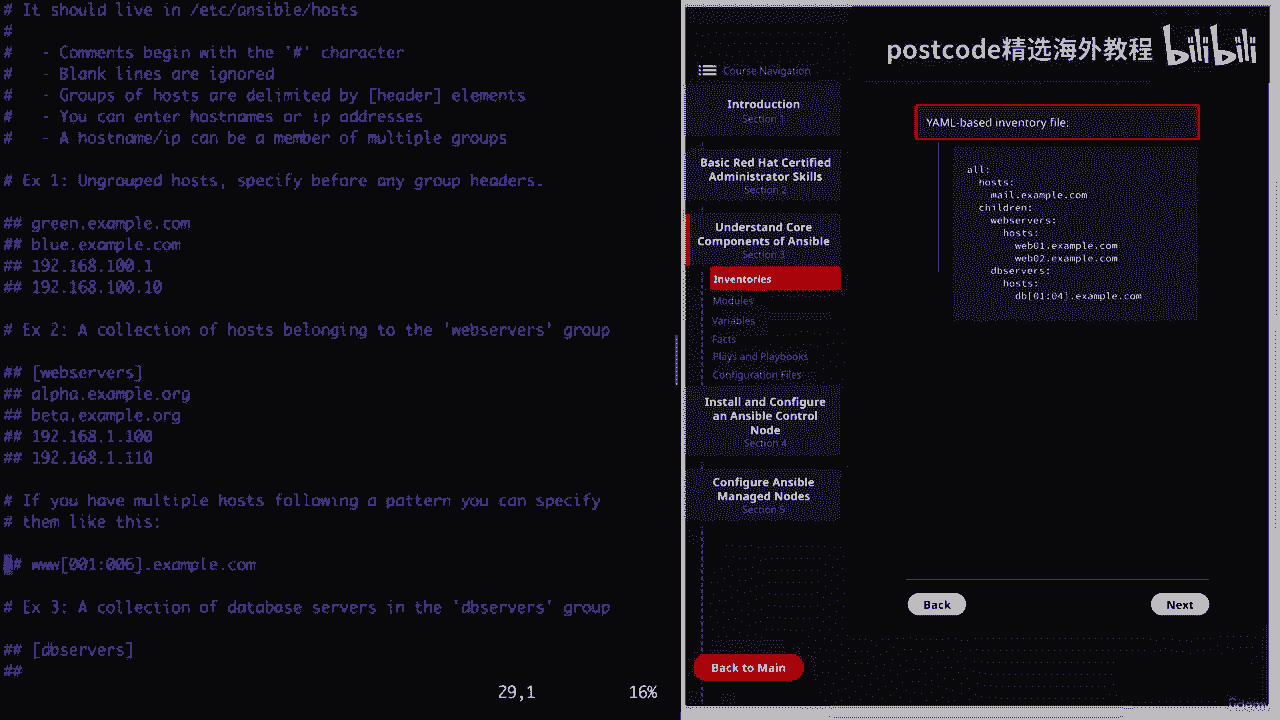 # It should live in /etc/ansible/hosts
#
#   - Comments begin with the '#' character
#   - Blank lines are ignored
#   - Groups of hosts are delimited by [header] elements
#   - You can enter hostnames or ip addresses
#   - A hostname/ip can be a member of multiple groups
# Ex 1: Ungrouped hosts, specify before any group headers.
## green.example.com
## blue.example.com
## 192.168.100.1
## 192.168.100.10
# Ex 2: A collection of hosts belonging to the 'webservers' group
## [webservers]
## alpha.example.org
## beta.example.org
## 192.168.1.100
## 192.168.1.110
# If you have multiple hosts following a pattern you can specify
# them like this:
## www[001:006].example.com
# Ex 3: A collection of database servers in the 'dbservers' group
## [dbservers]
##
29,1 16%
Course Navigation
Introduction
Section 1
Basic Red Hat Certified
Administrator Skills
Section 2
Understand Core
Components of Ansible
Section 3
Inventories
Modules
Variables
Facts
Plays and Playbooks
Configuration Files
Install and Configure
an Ansible Control
Node
Section 4
Configure Ansible
Managed Nodes
Section 5
Back to Main
postcode精选海外教程 bilibili
YAML-based inventory file:
all:
  hosts:
    mail.example.com
  children:
    webservers:
      hosts:
        web01.example.com
        web02.example.com
    dbservers:
      hosts:
        db[01:04].example.com
Back
Next
Udemy